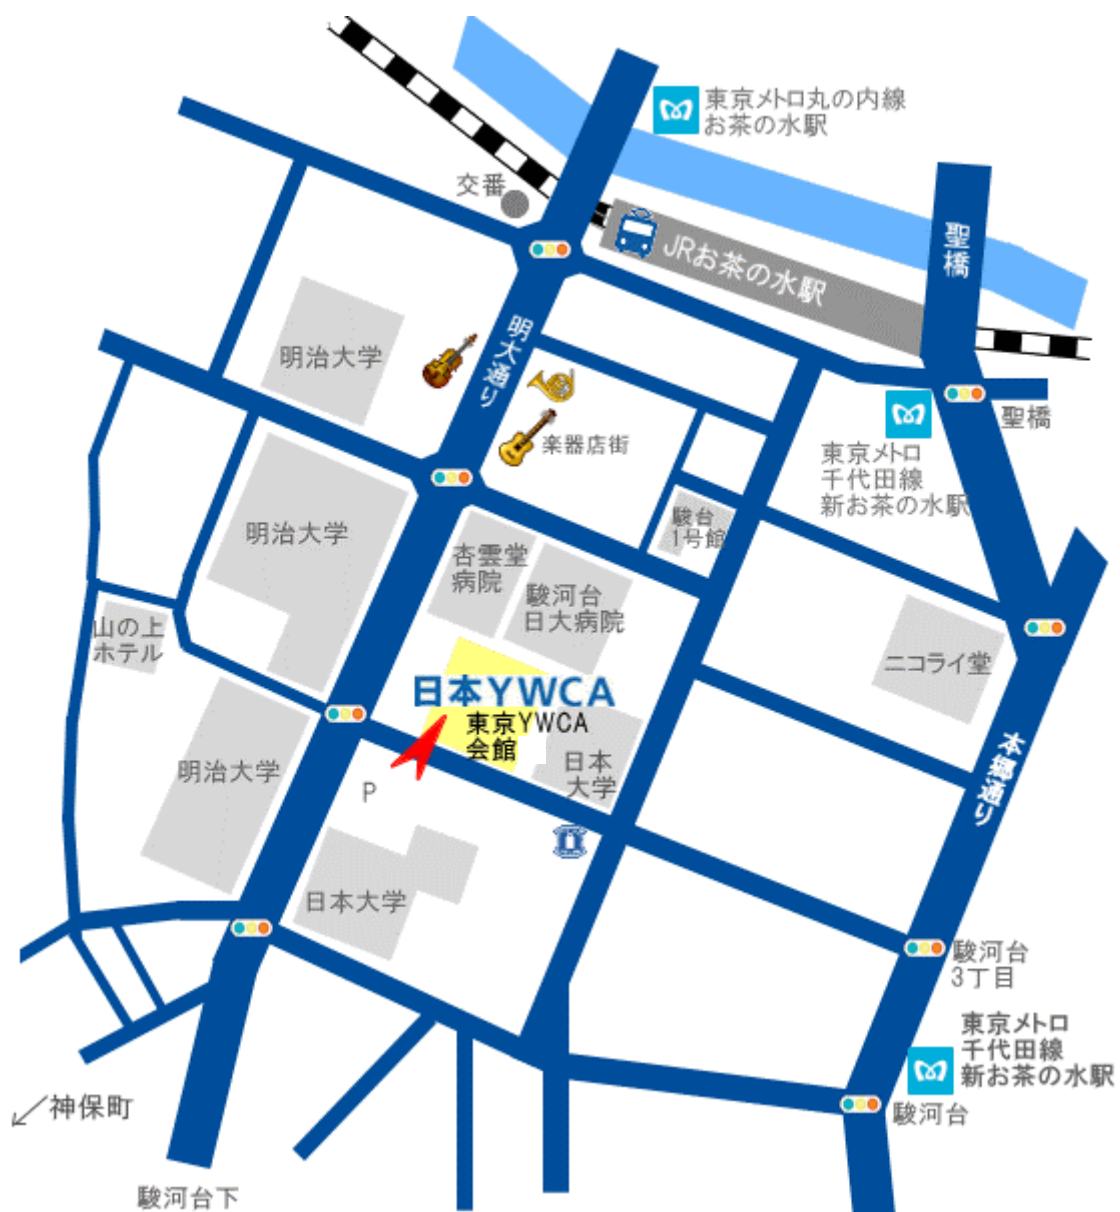 東京メトロ丸の内線
お茶の水駅
交番
聖橋
JRお茶の水駅
明大通り
明治大学
聖橋
楽器店街
東京メトロ
千代田線
新お茶の水駅
駿台
1号館
明治大学
杏雲堂
病院
駿河台
日大病院
山の上
ホテル
ニコライ堂
日本YWCA
東京YWCA
会館
本郷通り
明治大学
日本
大学
P
日本大学
駿河台
3丁目
東京メトロ
千代田線
新お茶の水駅
神保町
駿河台
駿河台下